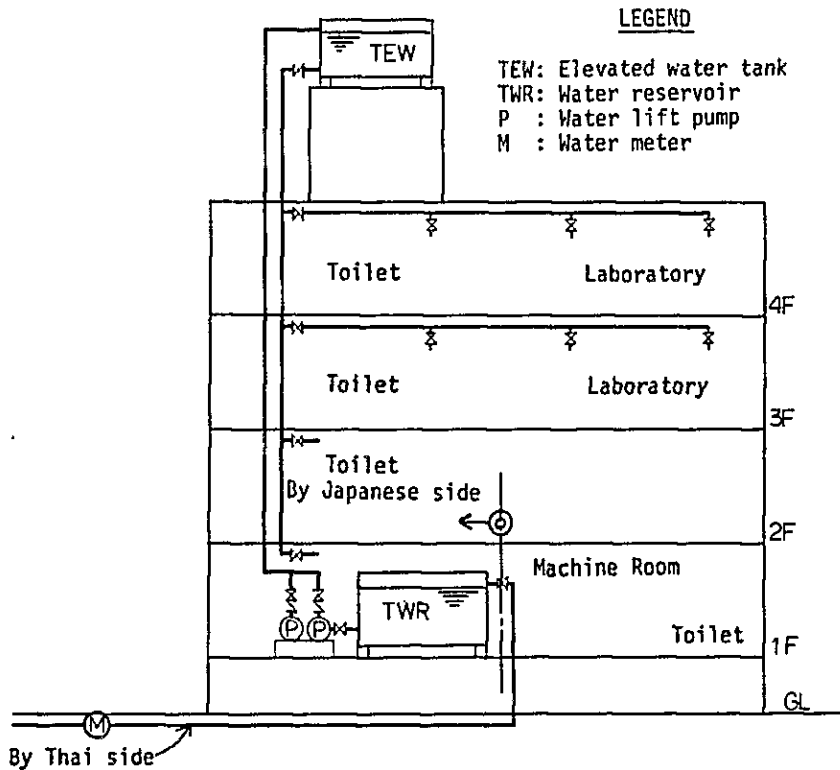 LEGEND
TEW: Elevated water tank
TWR: Water reservoir
P : Water lift pump
M : Water meter
TEW
Toilet Laboratory
4F
Toilet Laboratory
3F
Toilet
By Japanese side
2F
Machine Room
TWR
P P
Toilet
1F
GL
M
By Thai side